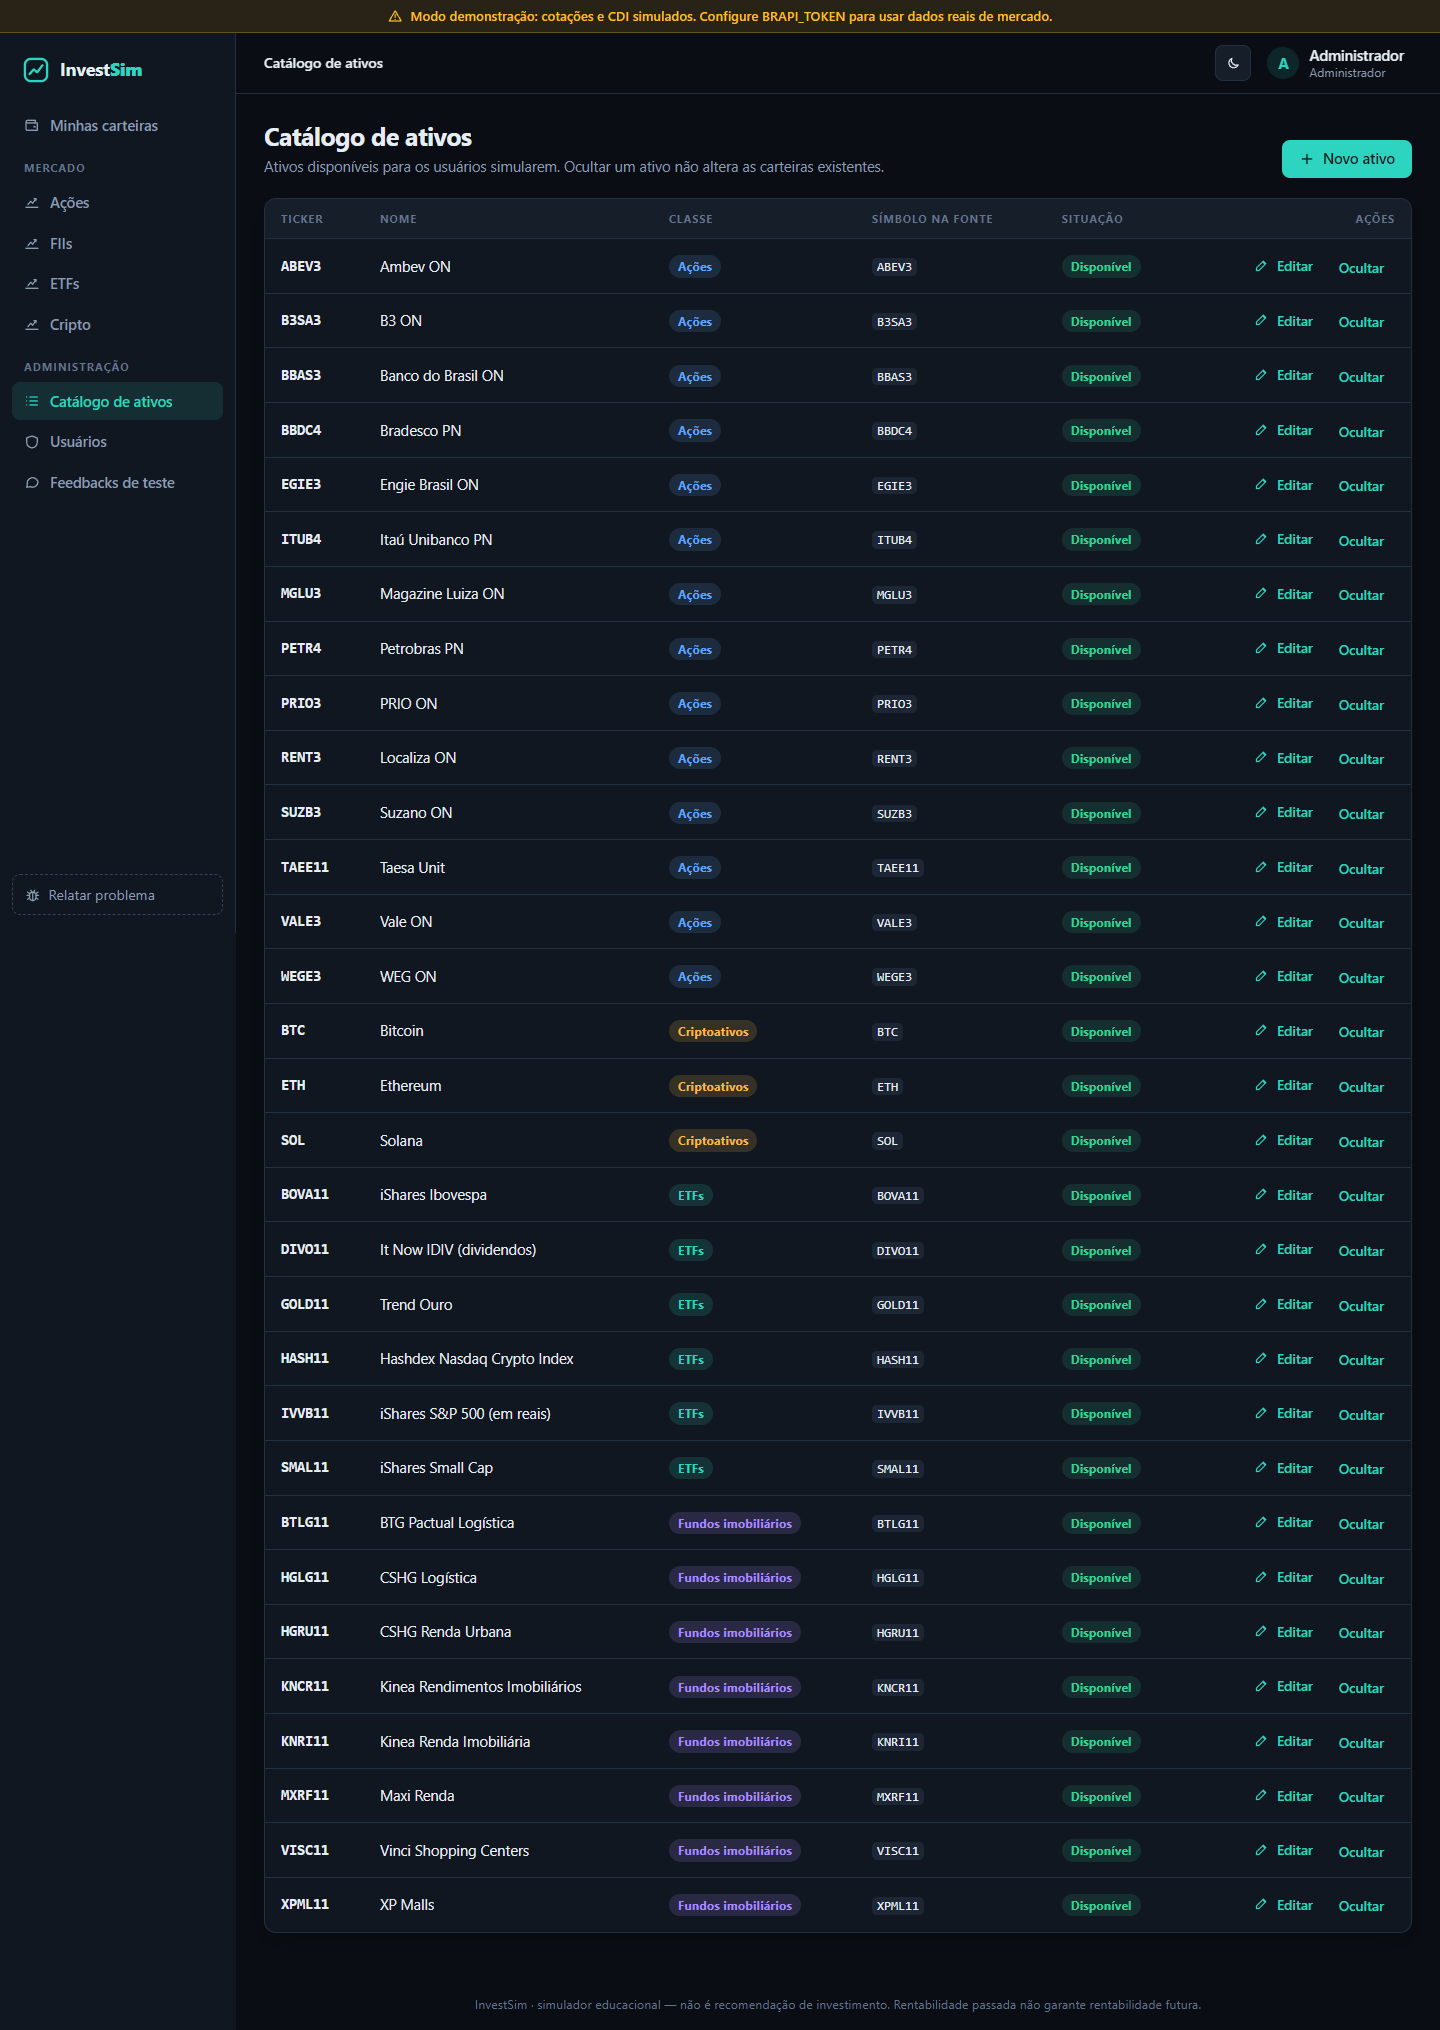 Modo demonstração: cotações e CDI simulados. Configure BRAPI_TOKEN para usar dados reais de mercado.
InvestSim
Catálogo de ativos
A
Administrador
Administrador
Minhas carteiras
MERCADO
Ações
FIIs
ETFs
Cripto
ADMINISTRAÇÃO
Catálogo de ativos
Usuários
Feedbacks de teste
Relatar problema
Catálogo de ativos
Ativos disponíveis para os usuários simularem. Ocultar um ativo não altera as carteiras existentes.
+ Novo ativo
TICKER NOME CLASSE SÍMBOLO NA FONTE SITUAÇÃO AÇÕES
ABEV3 Ambev ON Ações ABEV3 Disponível Editar Ocultar
B3SA3 B3 ON Ações B3SA3 Disponível Editar Ocultar
BBAS3 Banco do Brasil ON Ações BBAS3 Disponível Editar Ocultar
BBDC4 Bradesco PN Ações BBDC4 Disponível Editar Ocultar
EGIE3 Engie Brasil ON Ações EGIE3 Disponível Editar Ocultar
ITUB4 Itaú Unibanco PN Ações ITUB4 Disponível Editar Ocultar
MGLU3 Magazine Luiza ON Ações MGLU3 Disponível Editar Ocultar
PETR4 Petrobras PN Ações PETR4 Disponível Editar Ocultar
PRIO3 PRIO ON Ações PRIO3 Disponível Editar Ocultar
RENT3 Localiza ON Ações RENT3 Disponível Editar Ocultar
SUZB3 Suzano ON Ações SUZB3 Disponível Editar Ocultar
TAEE11 Taesa Unit Ações TAEE11 Disponível Editar Ocultar
VALE3 Vale ON Ações VALE3 Disponível Editar Ocultar
WEGE3 WEG ON Ações WEGE3 Disponível Editar Ocultar
BTC Bitcoin Criptoativos BTC Disponível Editar Ocultar
ETH Ethereum Criptoativos ETH Disponível Editar Ocultar
SOL Solana Criptoativos SOL Disponível Editar Ocultar
BOVA11 iShares Ibovespa ETFs BOVA11 Disponível Editar Ocultar
DIVO11 It Now IDIV (dividendos) ETFs DIVO11 Disponível Editar Ocultar
GOLD11 Trend Ouro ETFs GOLD11 Disponível Editar Ocultar
HASH11 Hashdex Nasdaq Crypto Index ETFs HASH11 Disponível Editar Ocultar
IVVB11 iShares S&P 500 (em reais) ETFs IVVB11 Disponível Editar Ocultar
SMAL11 iShares Small Cap ETFs SMAL11 Disponível Editar Ocultar
BTLG11 BTG Pactual Logística Fundos imobiliários BTLG11 Disponível Editar Ocultar
HGLG11 CSHG Logística Fundos imobiliários HGLG11 Disponível Editar Ocultar
HGRU11 CSHG Renda Urbana Fundos imobiliários HGRU11 Disponível Editar Ocultar
KNCR11 Kinea Rendimentos Imobiliários Fundos imobiliários KNCR11 Disponível Editar Ocultar
KNRI11 Kinea Renda Imobiliária Fundos imobiliários KNRI11 Disponível Editar Ocultar
MXRF11 Maxi Renda Fundos imobiliários MXRF11 Disponível Editar Ocultar
VISC11 Vinci Shopping Centers Fundos imobiliários VISC11 Disponível Editar Ocultar
XPML11 XP Malls Fundos imobiliários XPML11 Disponível Editar Ocultar
InvestSim · simulador educacional — não é recomendação de investimento. Rentabilidade passada não garante rentabilidade futura.